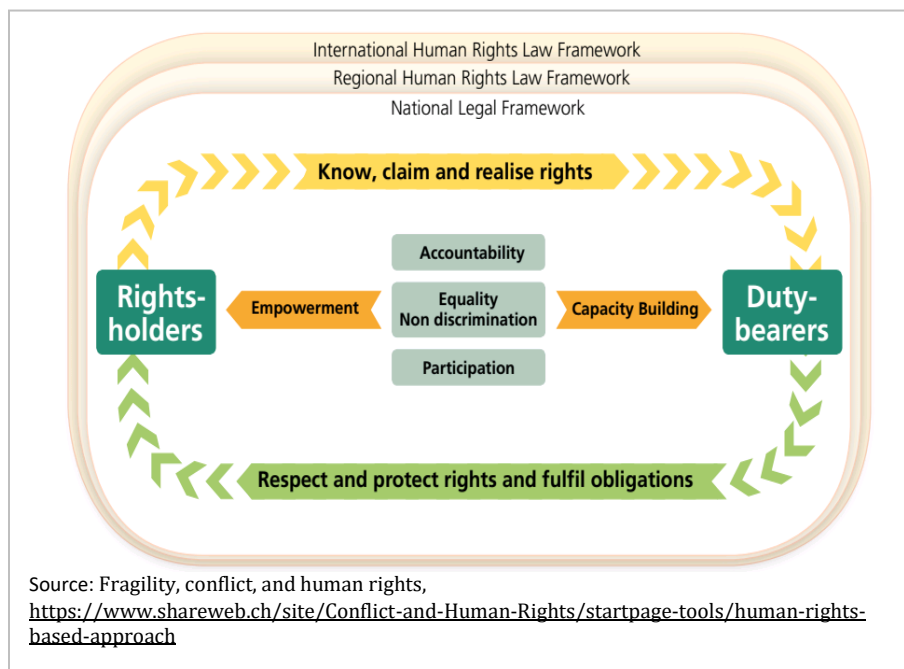 International Human Rights Law Framework
Regional Human Rights Law Framework
National Legal Framework
Know, claim and realise rights
Accountability
Rights-
holders
Empowerment
Equality
Non discrimination
Capacity Building
Duty-
bearers
Participation
Respect and protect rights and fulfil obligations
Source: Fragility, conflict, and human rights,
https://www.shareweb.ch/site/Conflict-and-Human-Rights/startpage-tools/human-rights-
based-approach